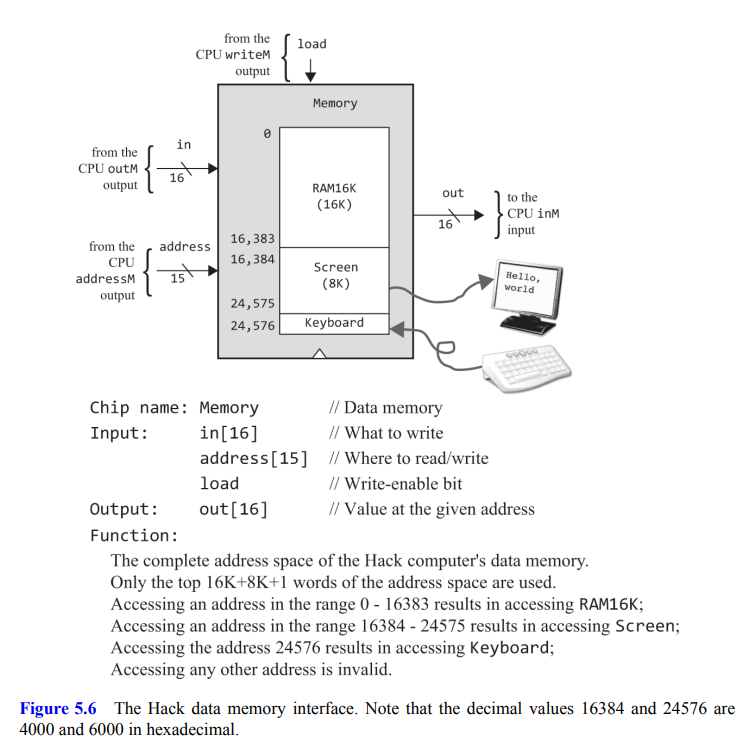 from the
CPU writeM
output
load
Memory
0
from the
CPU outM
output
in
16
RAM16K
(16K)
out
16
to the
CPU inM
input
from the
CPU
addressM
output
address
15
16,383
16,384
Screen
(8K)
24,575
24,576
Keyboard
Hello,
world
Chip name: Memory // Data memory
Input: in[16] // What to write
address[15] // Where to read/write
load // Write-enable bit
Output: out[16] // Value at the given address
Function:
The complete address space of the Hack computer's data memory.
Only the top 16K+8K+1 words of the address space are used.
Accessing an address in the range 0 - 16383 results in accessing RAM16K;
Accessing an address in the range 16384 - 24575 results in accessing Screen;
Accessing the address 24576 results in accessing Keyboard;
Accessing any other address is invalid.
Figure 5.6 The Hack data memory interface. Note that the decimal values 16384 and 24576 are
4000 and 6000 in hexadecimal.